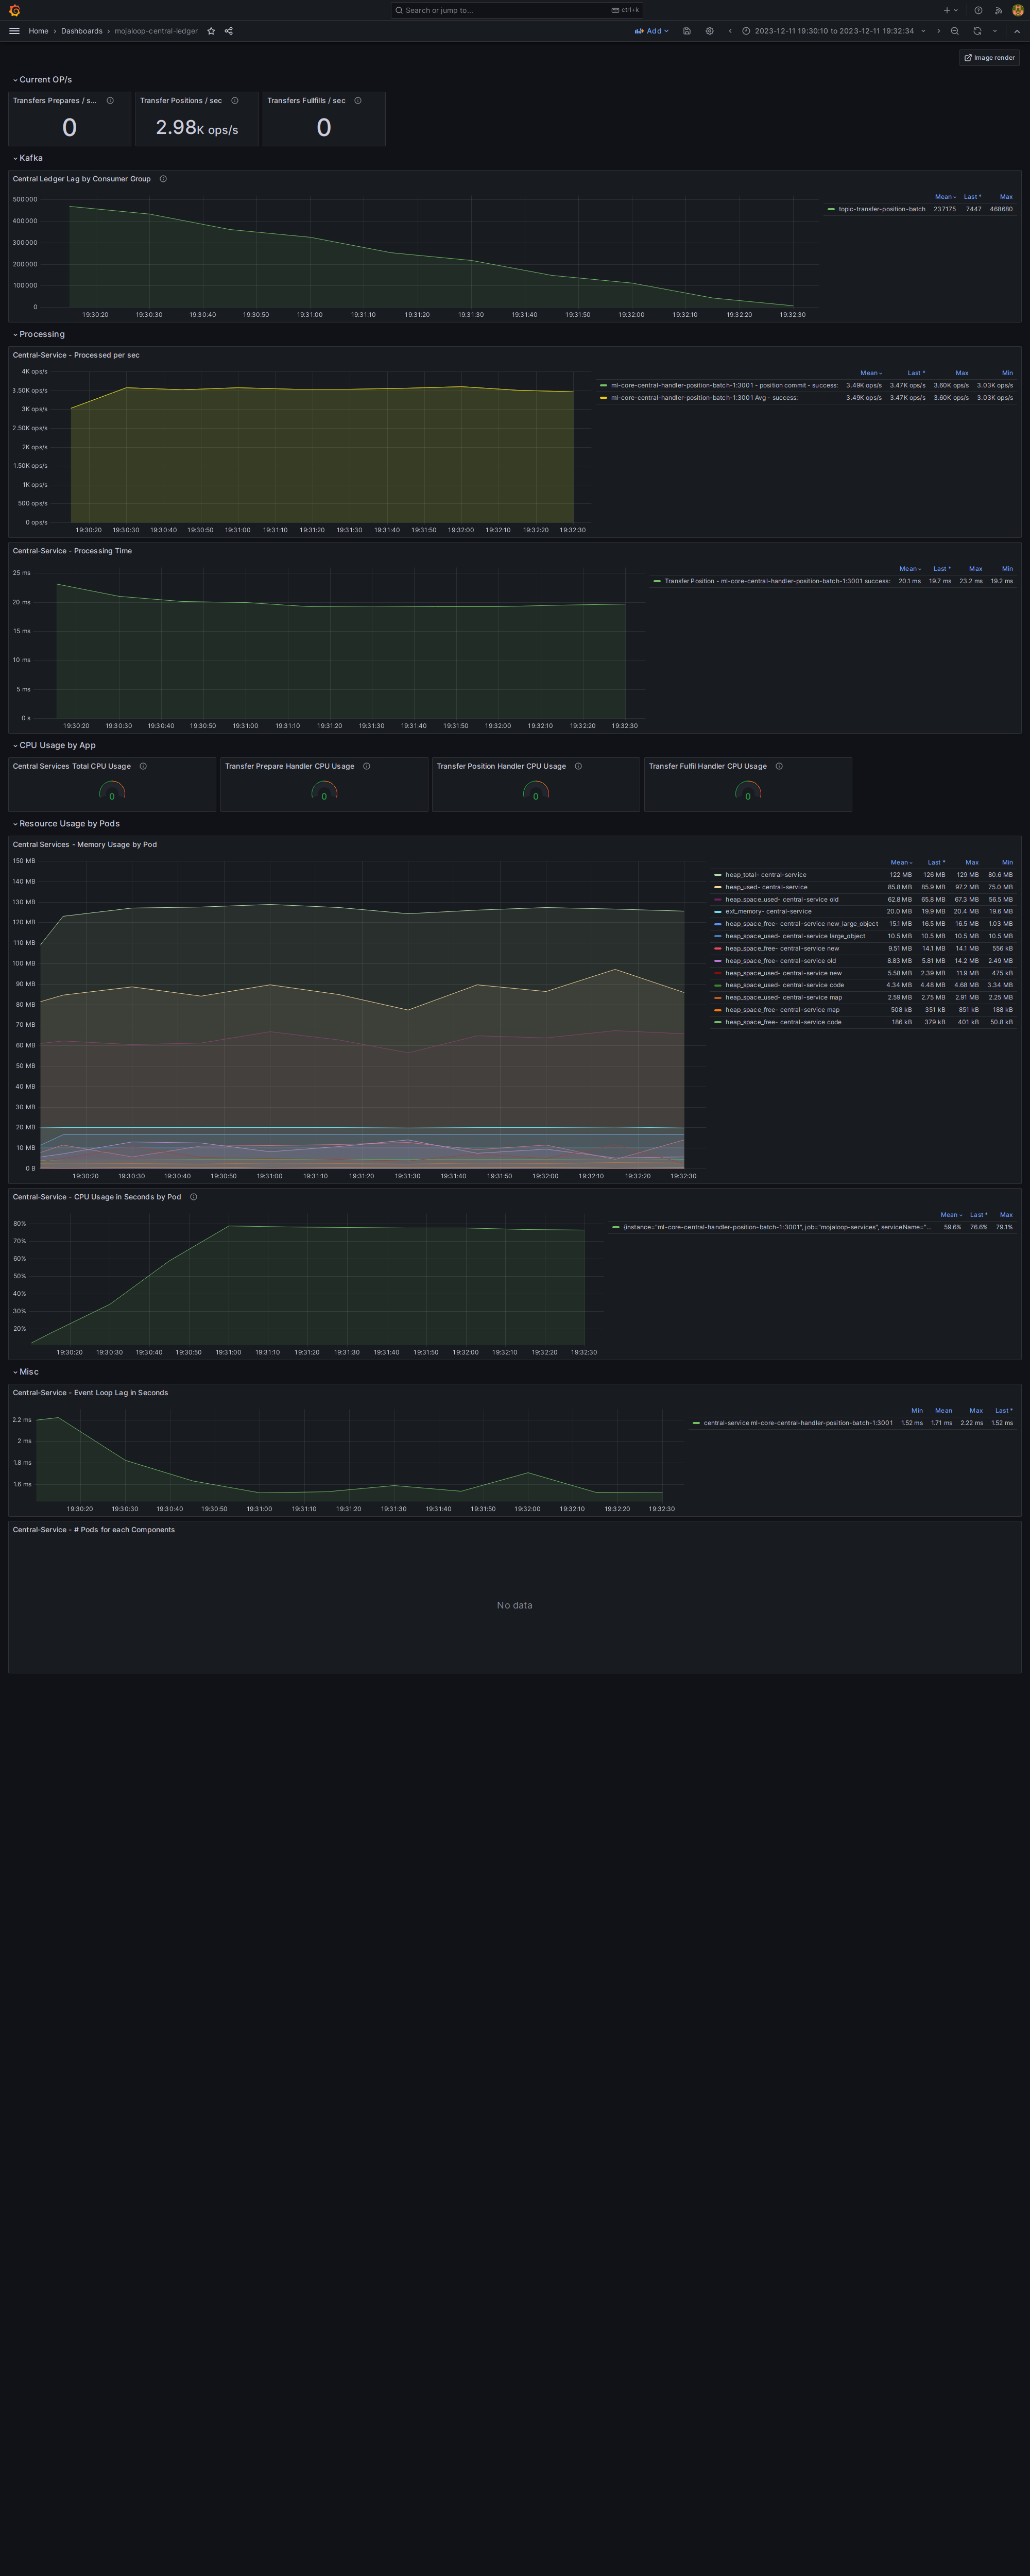 Search or jump to... ctrl+k
Home › Dashboards › mojaloop-central-ledger Add 2023-12-11 19:30:10 to 2023-12-11 19:32:34
Image render
Current OP/s
Transfers Prepares / s... Transfer Positions / sec Transfers Fullfills / sec
0 2.98K ops/s 0
Kafka
Central Ledger Lag by Consumer Group
Mean Last * Max
topic-transfer-position-batch 237175 7447 468680
500000
400000
300000
200000
100000
0
19:30:20 19:30:30 19:30:40 19:30:50 19:31:00 19:31:10 19:31:20 19:31:30 19:31:40 19:31:50 19:32:00 19:32:10 19:32:20 19:32:30
Processing
Central-Service - Processed per sec
Mean Last * Max Min
ml-core-central-handler-position-batch-1:3001 - position commit - success: 3.49K ops/s 3.47K ops/s 3.60K ops/s 3.03K ops/s
ml-core-central-handler-position-batch-1:3001 Avg - success: 3.49K ops/s 3.47K ops/s 3.60K ops/s 3.03K ops/s
4K ops/s
3.50K ops/s
3K ops/s
2.50K ops/s
2K ops/s
1.50K ops/s
1K ops/s
500 ops/s
0 ops/s
19:30:20 19:30:30 19:30:40 19:30:50 19:31:00 19:31:10 19:31:20 19:31:30 19:31:40 19:31:50 19:32:00 19:32:10 19:32:20 19:32:30
Central-Service - Processing Time
Mean Last * Max Min
Transfer Position - ml-core-central-handler-position-batch-1:3001 success: 20.1 ms 19.7 ms 23.2 ms 19.2 ms
25 ms
20 ms
15 ms
10 ms
5 ms
0 s
19:30:20 19:30:30 19:30:40 19:30:50 19:31:00 19:31:10 19:31:20 19:31:30 19:31:40 19:31:50 19:32:00 19:32:10 19:32:20 19:32:30
CPU Usage by App
Central Services Total CPU Usage Transfer Prepare Handler CPU Usage Transfer Position Handler CPU Usage Transfer Fulfil Handler CPU Usage
0 0 0 0
Resource Usage by Pods
Central Services - Memory Usage by Pod
Mean Last * Max Min
heap_total- central-service 122 MB 126 MB 129 MB 80.6 MB
heap_used- central-service 85.8 MB 85.9 MB 97.2 MB 75.0 MB
heap_space_used- central-service old 62.8 MB 65.8 MB 67.3 MB 56.5 MB
ext_memory- central-service 20.0 MB 19.9 MB 20.4 MB 19.6 MB
heap_space_free- central-service new_large_object 15.1 MB 16.5 MB 16.5 MB 1.03 MB
heap_space_used- central-service large_object 10.5 MB 10.5 MB 10.5 MB 10.5 MB
heap_space_free- central-service new 9.51 MB 14.1 MB 14.1 MB 556 kB
heap_space_free- central-service old 8.83 MB 5.81 MB 14.2 MB 2.49 MB
heap_space_used- central-service new 5.58 MB 2.39 MB 11.9 MB 475 kB
heap_space_used- central-service code 4.34 MB 4.48 MB 4.68 MB 3.34 MB
heap_space_used- central-service map 2.59 MB 2.75 MB 2.91 MB 2.25 MB
heap_space_free- central-service map 508 kB 351 kB 851 kB 188 kB
heap_space_free- central-service code 186 kB 379 kB 401 kB 50.8 kB
150 MB
140 MB
130 MB
120 MB
110 MB
100 MB
90 MB
80 MB
70 MB
60 MB
50 MB
40 MB
30 MB
20 MB
10 MB
0 B
19:30:20 19:30:30 19:30:40 19:30:50 19:31:00 19:31:10 19:31:20 19:31:30 19:31:40 19:31:50 19:32:00 19:32:10 19:32:20 19:32:30
Central-Service - CPU Usage in Seconds by Pod
Mean Last * Max
{instance="ml-core-central-handler-position-batch-1:3001", job="mojaloop-services", serviceName="... 59.6% 76.6% 79.1%
80%
70%
60%
50%
40%
30%
20%
19:30:20 19:30:30 19:30:40 19:30:50 19:31:00 19:31:10 19:31:20 19:31:30 19:31:40 19:31:50 19:32:00 19:32:10 19:32:20 19:32:30
Misc
Central-Service - Event Loop Lag in Seconds
Min Mean Max Last *
central-service ml-core-central-handler-position-batch-1:3001 1.52 ms 1.71 ms 2.22 ms 1.52 ms
2.2 ms
2 ms
1.8 ms
1.6 ms
19:30:20 19:30:30 19:30:40 19:30:50 19:31:00 19:31:10 19:31:20 19:31:30 19:31:40 19:31:50 19:32:00 19:32:10 19:32:20 19:32:30
Central-Service - # Pods for each Components
No data